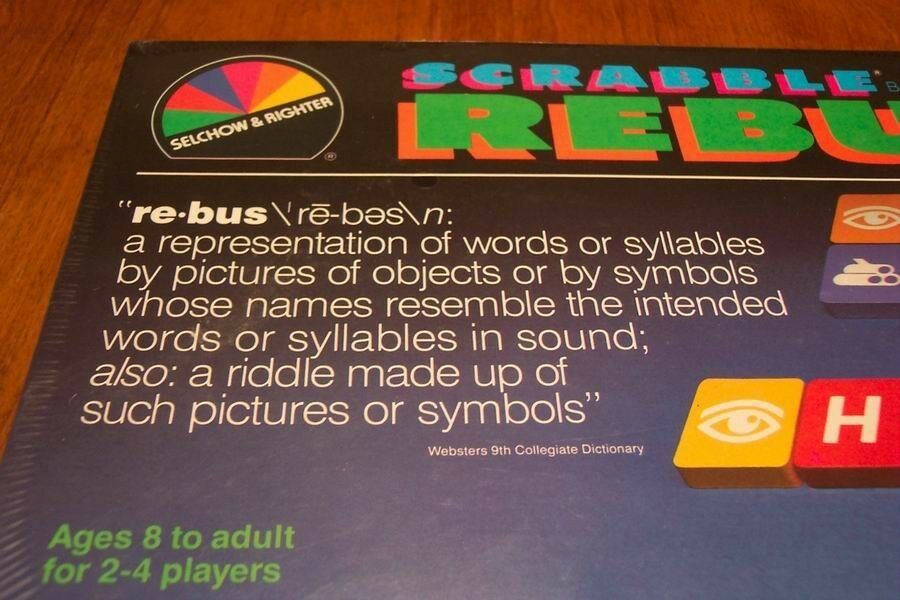 SELCHOW & RIGHTER
®
SCRABBLE®
REBU
"re•bus \ˈrē-bəs\ n:
a representation of words or syllables
by pictures of objects or by symbols
whose names resemble the intended
words or syllables in sound;
also: a riddle made up of
such pictures or symbols"
Websters 9th Collegiate Dictionary
H
Ages 8 to adult
for 2-4 players